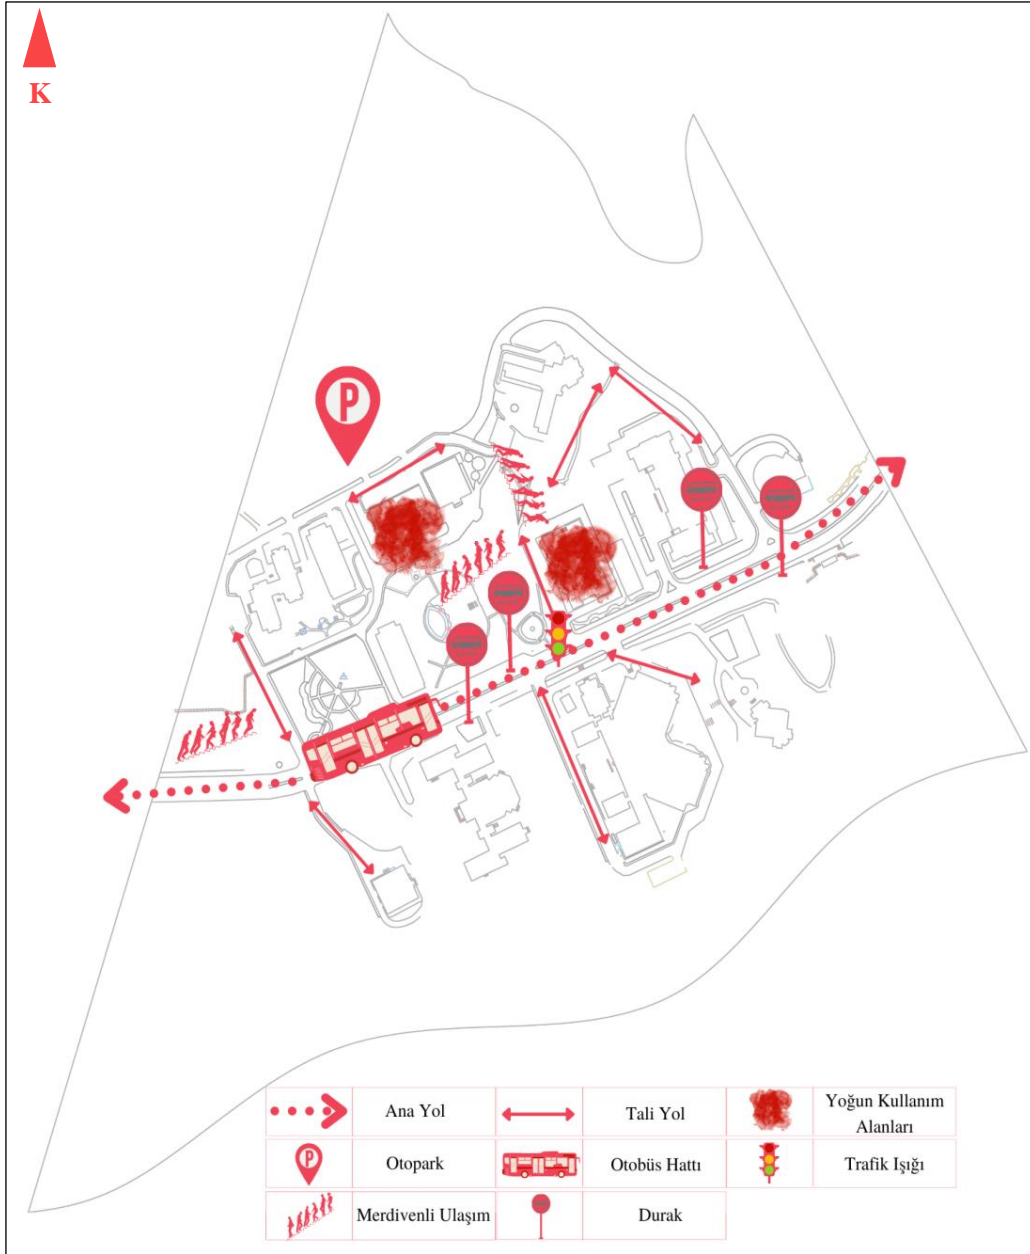 K
P
Ana Yol
Tali Yol
Yoğun Kullanım
Alanları
P
Otopark
Otobüs Hattı
Trafik Işığı
Merdivenli Ulaşım
Durak